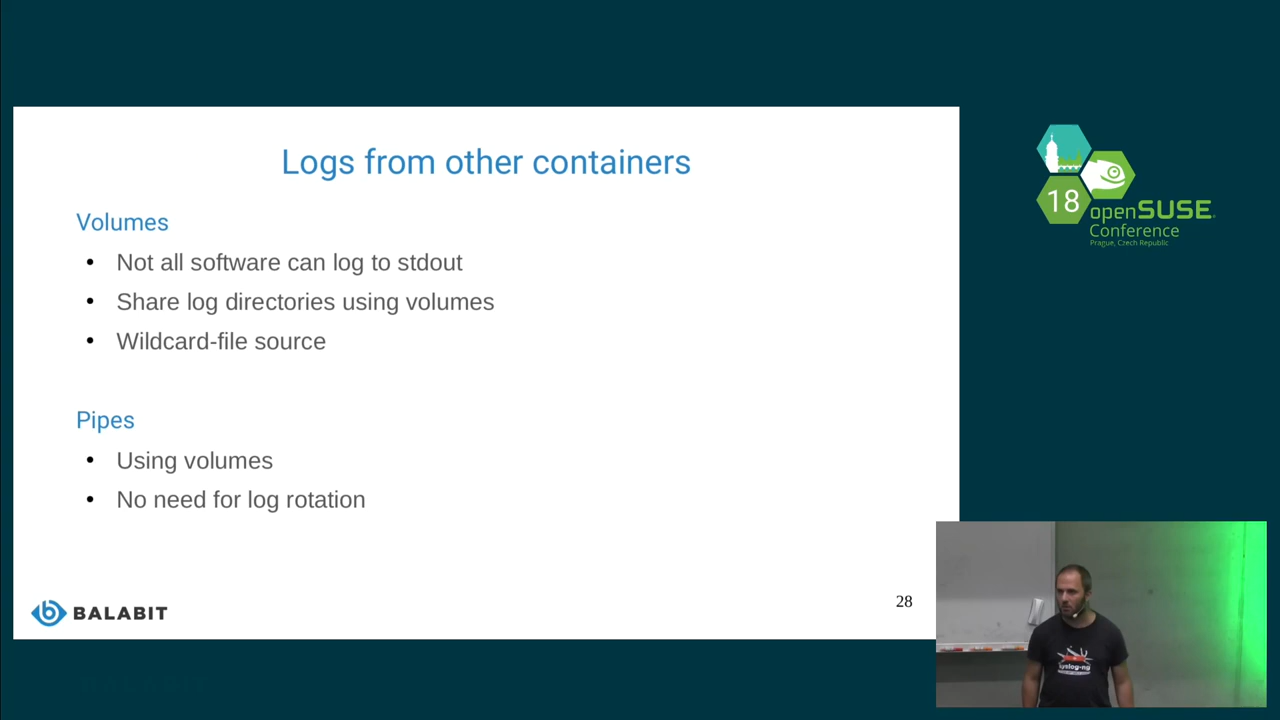 Logs from other containers
Volumes
• Not all software can log to stdout
• Share log directories using volumes
• Wildcard-file source
Pipes
• Using volumes
• No need for log rotation
BALABIT
28
18
openSUSE
Conference
Prague, Czech Republic
syslog-ng